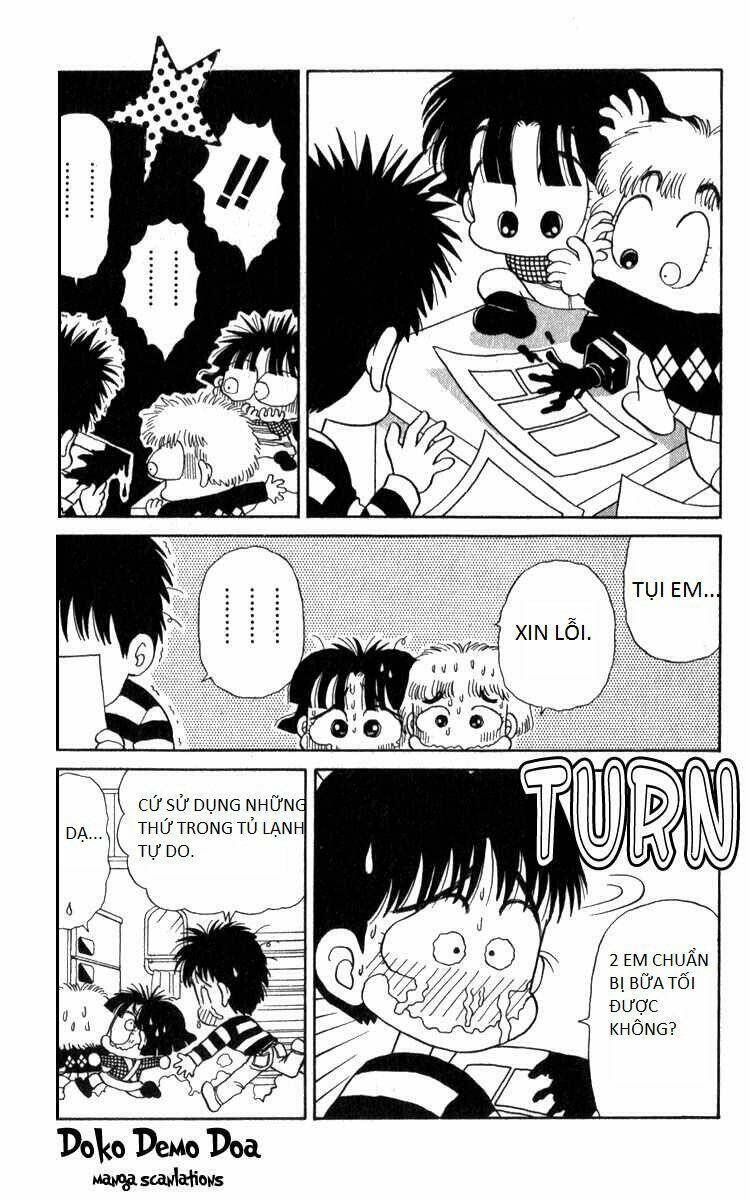 !!
………
………
TỤI EM...
XIN LỖI.
………
………
TURN
2 EM CHUẨN
BỊ BỮA TỐI
ĐƯỢC
KHÔNG?
CỨ SỬ DỤNG NHỮNG
THỨ TRONG TỦ LẠNH
TỰ DO.
DẠ...
Doko Demo Doa
manga scanlations